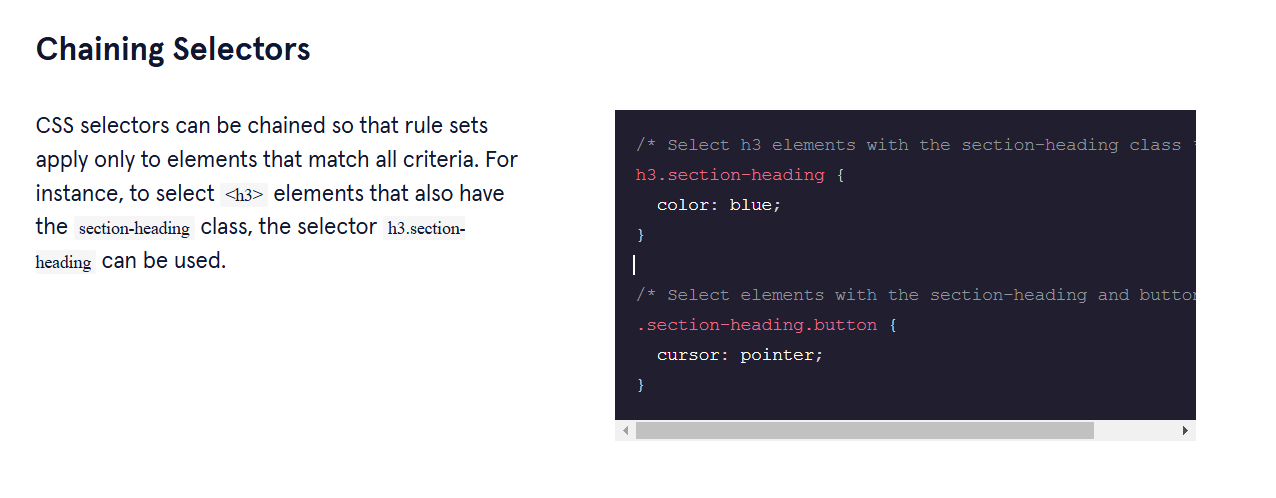 Chaining Selectors
CSS selectors can be chained so that rule sets
apply only to elements that match all criteria. For
instance, to select <h3> elements that also have
the section-heading class, the selector h3.section-
heading can be used.
/* Select h3 elements with the section-heading class
h3.section-heading {
  color: blue;
}
/* Select elements with the section-heading and
.section-heading.button {
  cursor: pointer;
}